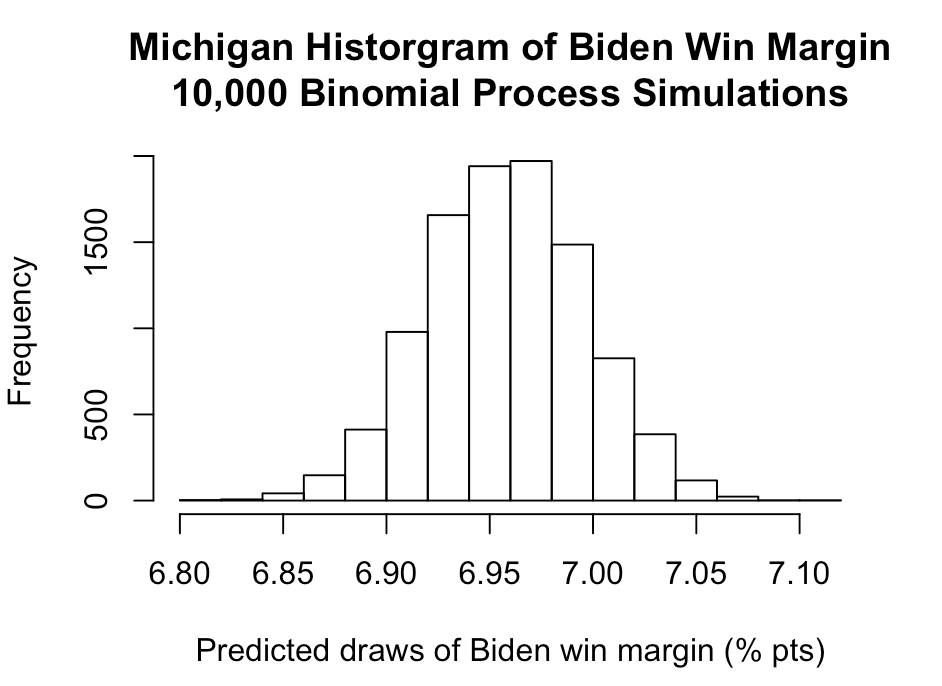 Michigan Historgram of Biden Win Margin
10,000 Binomial Process Simulations
Frequency
1500
500
0
6.80 6.85 6.90 6.95 7.00 7.05 7.10
Predicted draws of Biden win margin (% pts)